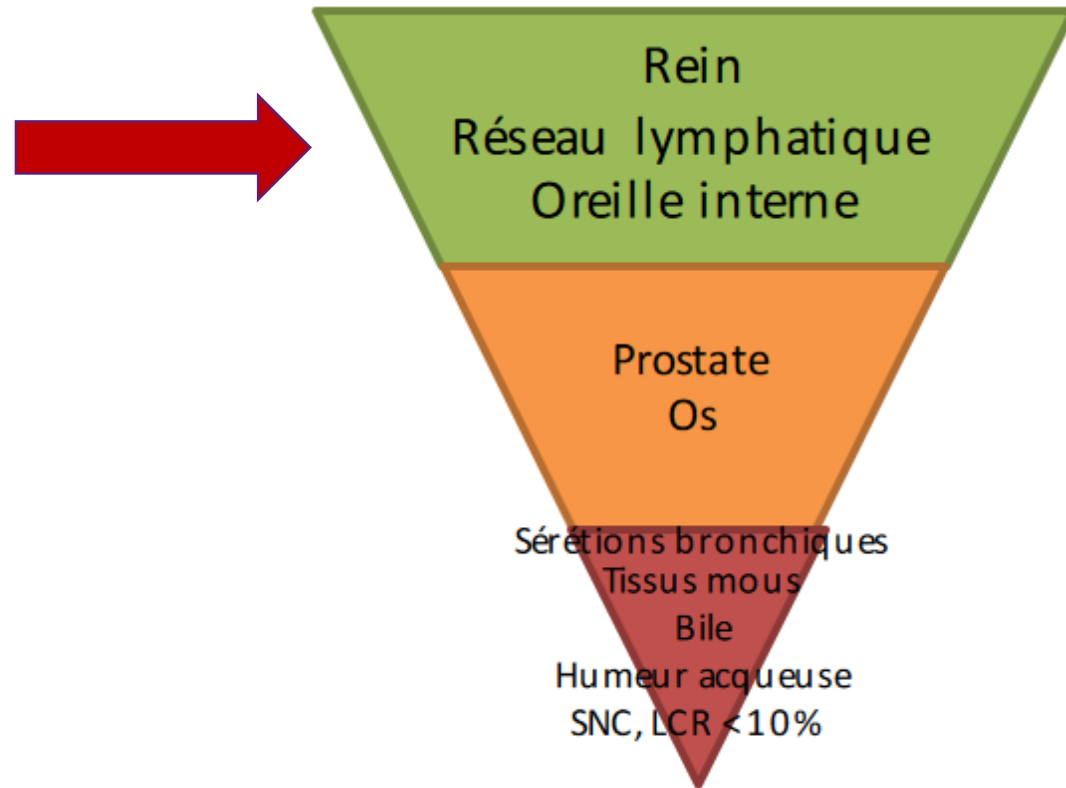 Rein
Réseau lymphatique
Oreille interne
Prostate
Os
Sérétions bronchiques
Tissus mous
Bile
Humeur acqueuse
SNC, LCR <10%